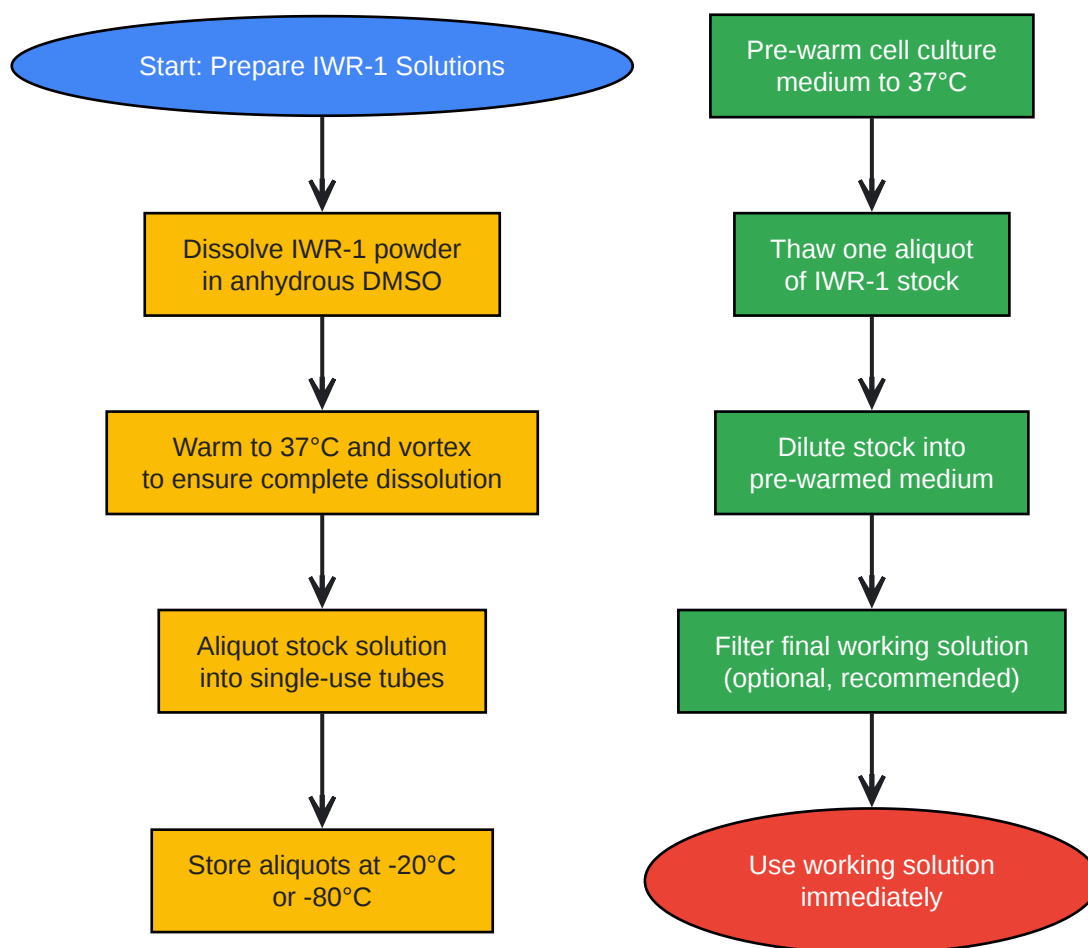 Start: Prepare IWR-1 Solutions
Dissolve IWR-1 powder
in anhydrous DMSO
Warm to 37°C and vortex
to ensure complete dissolution
Aliquot stock solution
into single-use tubes
Store aliquots at -20°C
or -80°C
Pre-warm cell culture
medium to 37°C
Thaw one aliquot
of IWR-1 stock
Dilute stock into
pre-warmed medium
Filter final working solution
(optional, recommended)
Use working solution
immediately